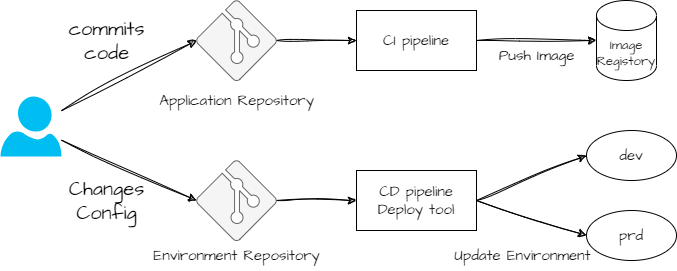 commits
code
CI pipeline
Push Image
Image
Registory
Application Repository
Changes
Config
CD pipeline
Deploy tool
dev
prd
Environment Repository
Update Environment